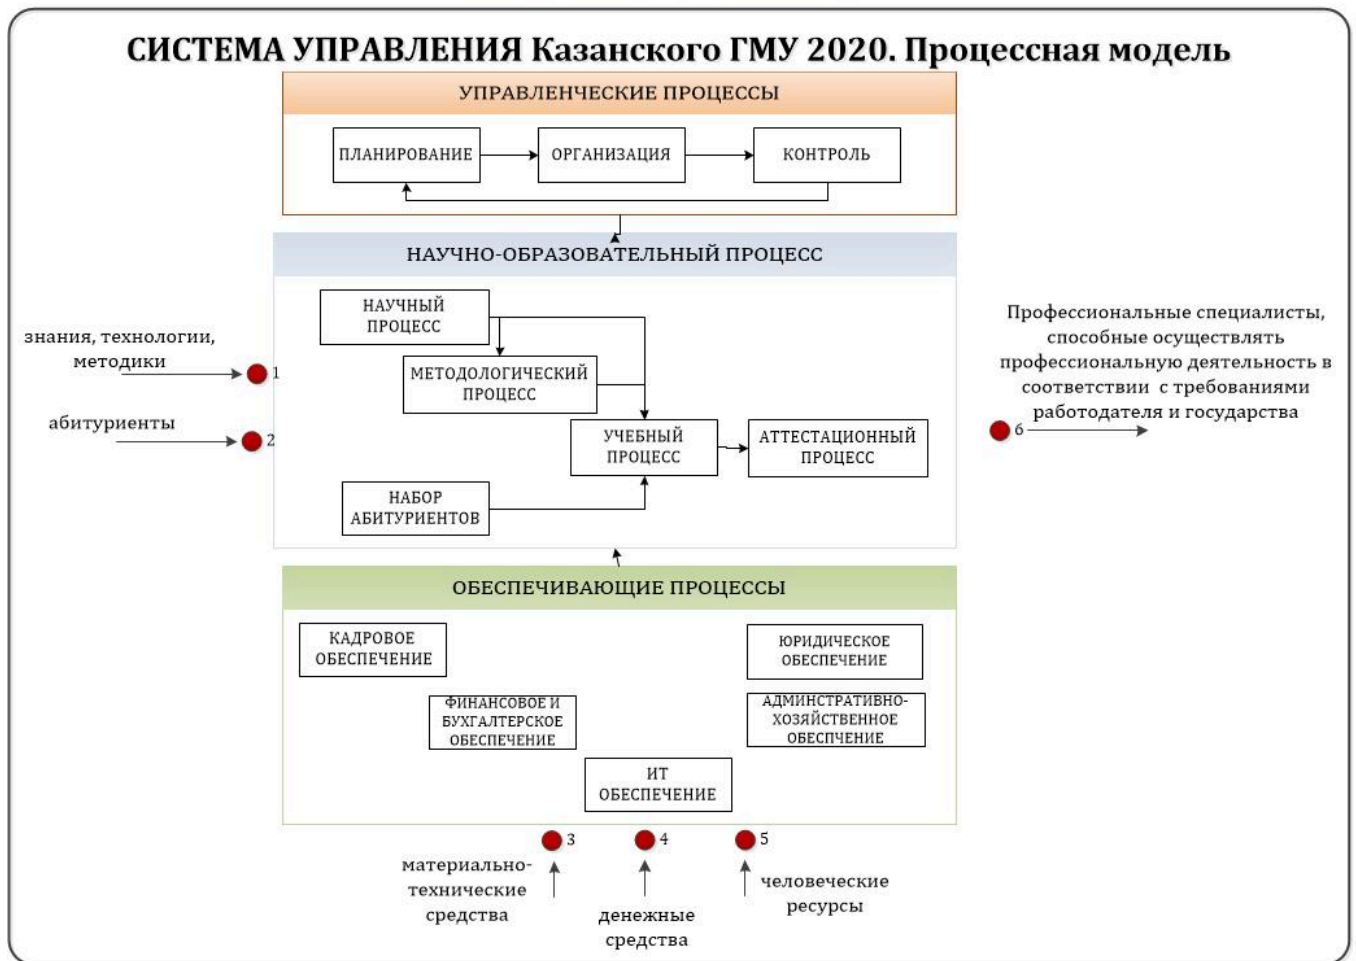 СИСТЕМА УПРАВЛЕНИЯ Казанского ГМУ 2020. Процессная модель
УПРАВЛЕНЧЕСКИЕ ПРОЦЕССЫ
ПЛАНИРОВАНИЕ
ОРГАНИЗАЦИЯ
КОНТРОЛЬ
НАУЧНО-ОБРАЗОВАТЕЛЬНЫЙ ПРОЦЕСС
НАУЧНЫЙ
ПРОЦЕСС
МЕТОДОЛОГИЧЕСКИЙ
ПРОЦЕСС
УЧЕБНЫЙ
ПРОЦЕСС
АТТЕСТАЦИОННЫЙ
ПРОЦЕСС
НАБОР
АБИТУРИЕНТОВ
знания, технологии,
методики
1
абитуриенты
2
Профессиональные специалисты,
способные осуществлять
профессиональную деятельность в
соответствии с требованиями
работодателя и государства
6
ОБЕСПЕЧИВАЮЩИЕ ПРОЦЕССЫ
КАДРОВОЕ
ОБЕСПЕЧЕНИЕ
ФИНАНСОВОЕ И
БУХГАЛТЕРСКОЕ
ОБЕСПЕЧЕНИЕ
ИТ
ОБЕСПЕЧЕНИЕ
ЮРИДИЧЕСКОЕ
ОБЕСПЕЧЕНИЕ
АДМИНСТРАТИВНО-
ХОЗЯЙСТВЕННОЕ
ОБЕСПЧЕНИЕ
3
4
5
материально-
технические
средства
денежные
средства
человеческие
ресурсы